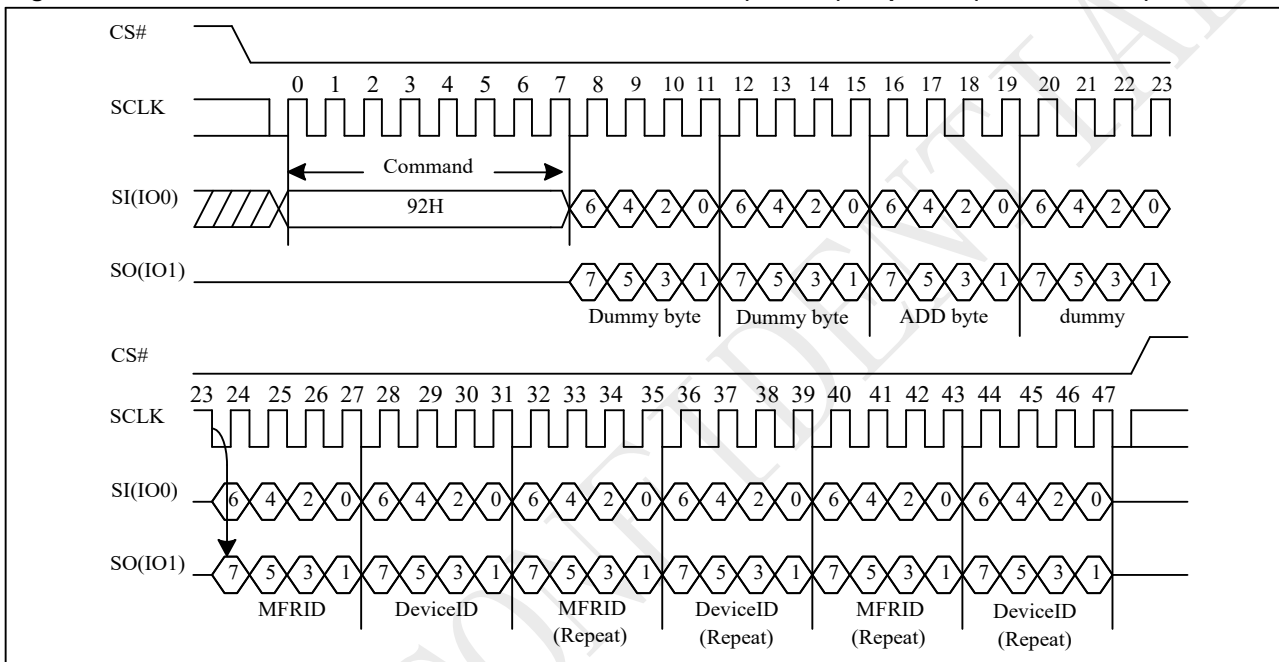 CS#
0 1 2 3 4 5 6 7 8 9 10 11 12 13 14 15 16 17 18 19 20 21 22 23
SCLK
Command
SI(IO0) 92H 6 4 2 0 6 4 2 0 6 4 2 0 6 4 2 0
SO(IO1) 7 5 3 1 7 5 3 1 7 5 3 1 7 5 3 1
Dummy byte Dummy byte ADD byte dummy
CS#
23 24 25 26 27 28 29 30 31 32 33 34 35 36 37 38 39 40 41 42 43 44 45 46 47
SCLK
SI(IO0) 6 4 2 0 6 4 2 0 6 4 2 0 6 4 2 0 6 4 2 0 6 4 2 0
SO(IO1) 7 5 3 1 7 5 3 1 7 5 3 1 7 5 3 1 7 5 3 1 7 5 3 1
MFRID DeviceID MFRID DeviceID MFRID DeviceID
(Repeat) (Repeat) (Repeat) (Repeat)